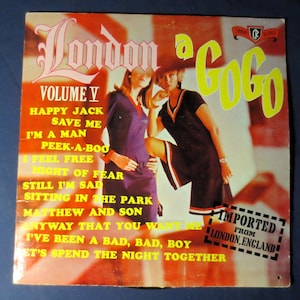 London
a GOGO
VOLUME V
HAPPY JACK
SAVE ME
I'M A MAN
PEEK-A-BOO
I FEEL FREE
NIGHT OF FEAR
STILL I'M SAD
SITTING IN THE PARK
MATTHEW AND SON
ANYWAY THAT YOU WANT ME
I'VE BEEN A BAD, BAD, BOY
LET'S SPEND THE NIGHT TOGETHER
IMPORTED
FROM
LONDON, ENGLAND